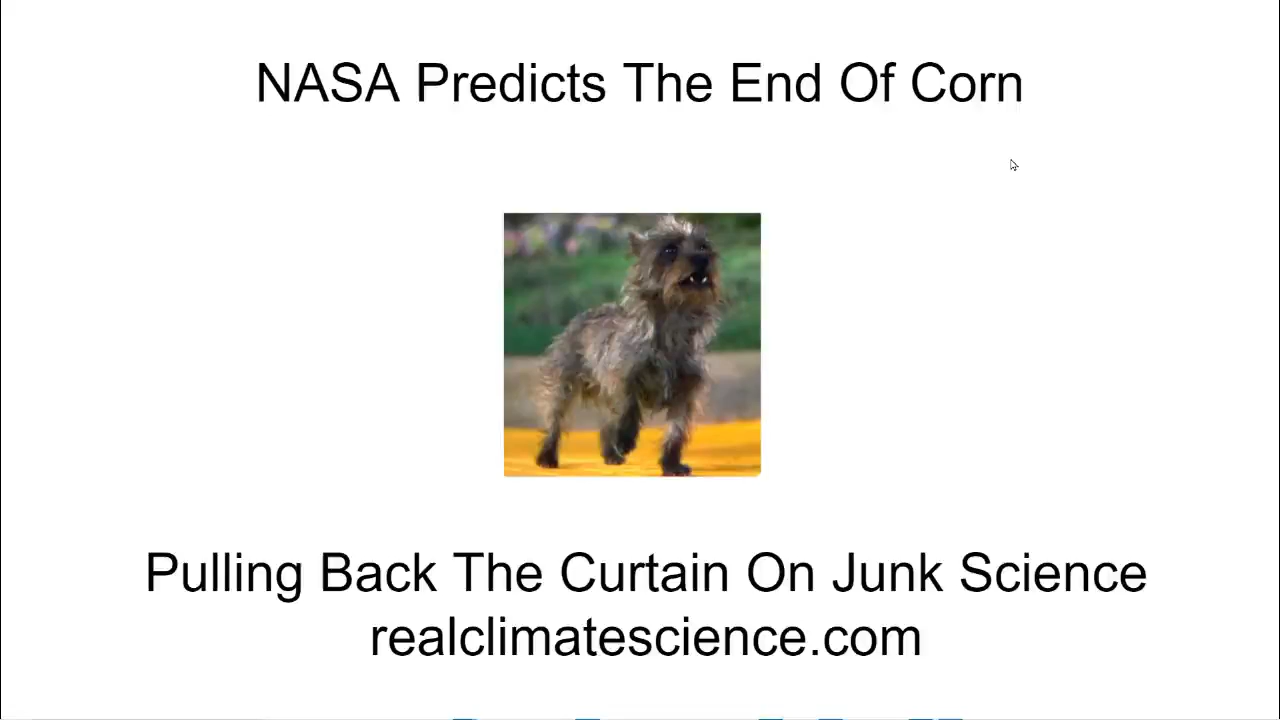 NASA Predicts The End Of Corn
Pulling Back The Curtain On Junk Science
realclimatescience.com